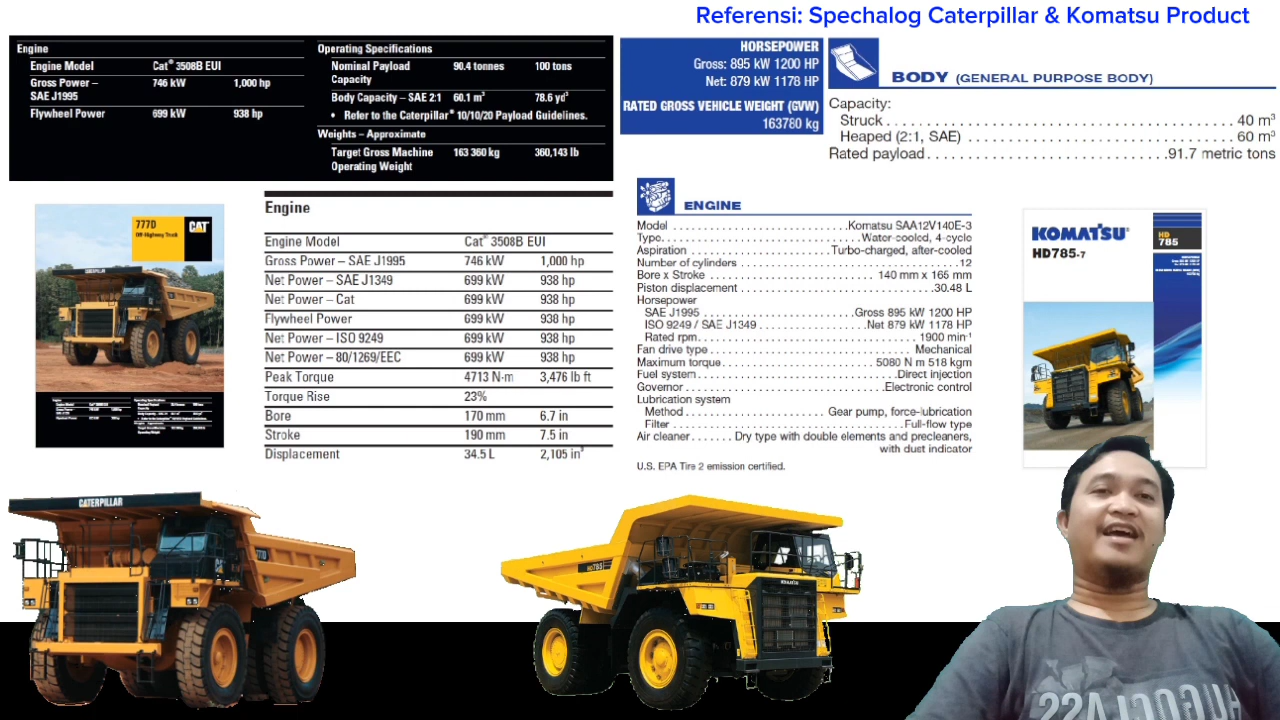 Referensi: Spechalog Caterpillar & Komatsu Product
Engine
Engine Model Cat® 3508B EUI
Gross Power – SAE J1995 746 kW 1,000 hp
Flywheel Power 699 kW 938 hp
Operating Specifications
Nominal Payload Capacity 90.4 tonnes 100 tons
Body Capacity – SAE 2:1 60.1 m³ 78.6 yd³
• Refer to the Caterpillar® 10/10/20 Payload Guidelines.
Weights – Approximate
Target Gross Machine Operating Weight 163 360 kg 360,143 lb
HORSEPOWER
Gross: 895 kW 1200 HP
Net: 879 kW 1178 HP
RATED GROSS VEHICLE WEIGHT (GVW)
163780 kg
BODY (GENERAL PURPOSE BODY)
Capacity:
Struck . . . . 40 m³
Heaped (2:1, SAE) . . . . 60 m³
Rated payload . . . . 91.7 metric tons
777D
Off-Highway Truck
CAT
Engine
Engine Model Cat® 3508B EUI
Gross Power – SAE J1995 746 kW 1,000 hp
Net Power – SAE J1349 699 kW 938 hp
Net Power – Cat 699 kW 938 hp
Flywheel Power 699 kW 938 hp
Net Power – ISO 9249 699 kW 938 hp
Net Power – 80/1269/EEC 699 kW 938 hp
Peak Torque 4713 N·m 3,476 lb ft
Torque Rise 23%
Bore 170 mm 6.7 in
Stroke 190 mm 7.5 in
Displacement 34.5 L 2,105 in³
ENGINE
Model . . . . Komatsu SAA12V140E-3
Type . . . . Water-cooled, 4-cycle
Aspiration . . . . Turbo-charged, after-cooled
Number of cylinders . . . . 12
Bore x Stroke . . . . 140 mm x 165 mm
Piston displacement . . . . 30.48 L
Horsepower
SAE J1995 . . . . Gross 895 kW 1200 HP
ISO 9249 / SAE J1349 . . . . Net 879 kW 1178 HP
Rated rpm . . . . 1900 min⁻¹
Fan drive type . . . . Mechanical
Maximum torque . . . . 5080 N m 518 kgm
Fuel system . . . . Direct injection
Governor . . . . Electronic control
Lubrication system
Method . . . . Gear pump, force-lubrication
Filter . . . . Full-flow type
Air cleaner . . . . Dry type with double elements and precleaners,
with dust indicator
U.S. EPA Tire 2 emission certified.
KOMATSU®
HD785-7
HD
785
CATERPILLAR
777D
CAT
HD785
KOMATSU